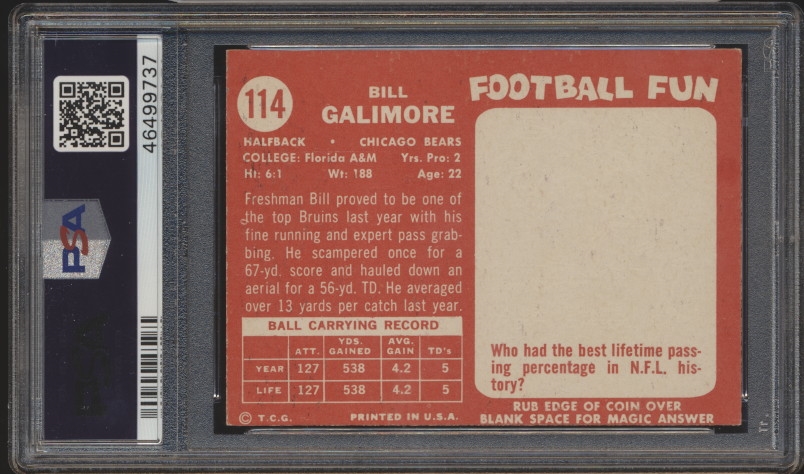 46499737
PSA
114
BILL
GALIMORE
HALFBACK • CHICAGO BEARS
COLLEGE: Florida A&M Yrs. Pro: 2
Ht: 6:1 Wt: 188 Age: 22
Freshman Bill proved to be one of
the top Bruins last year with his
fine running and expert pass grab-
bing. He scampered once for a
67-yd. score and hauled down an
aerial for a 56-yd. TD. He averaged
over 13 yards per catch last year.
BALL CARRYING RECORD
ATT. YDS. GAINED AVG. GAIN TD's
YEAR 127 538 4.2 5
LIFE 127 538 4.2 5
© T.C.G. PRINTED IN U.S.A.
FOOTBALL FUN
Who had the best lifetime pass-
ing percentage in N.F.L. his-
tory?
RUB EDGE OF COIN OVER
BLANK SPACE FOR MAGIC ANSWER